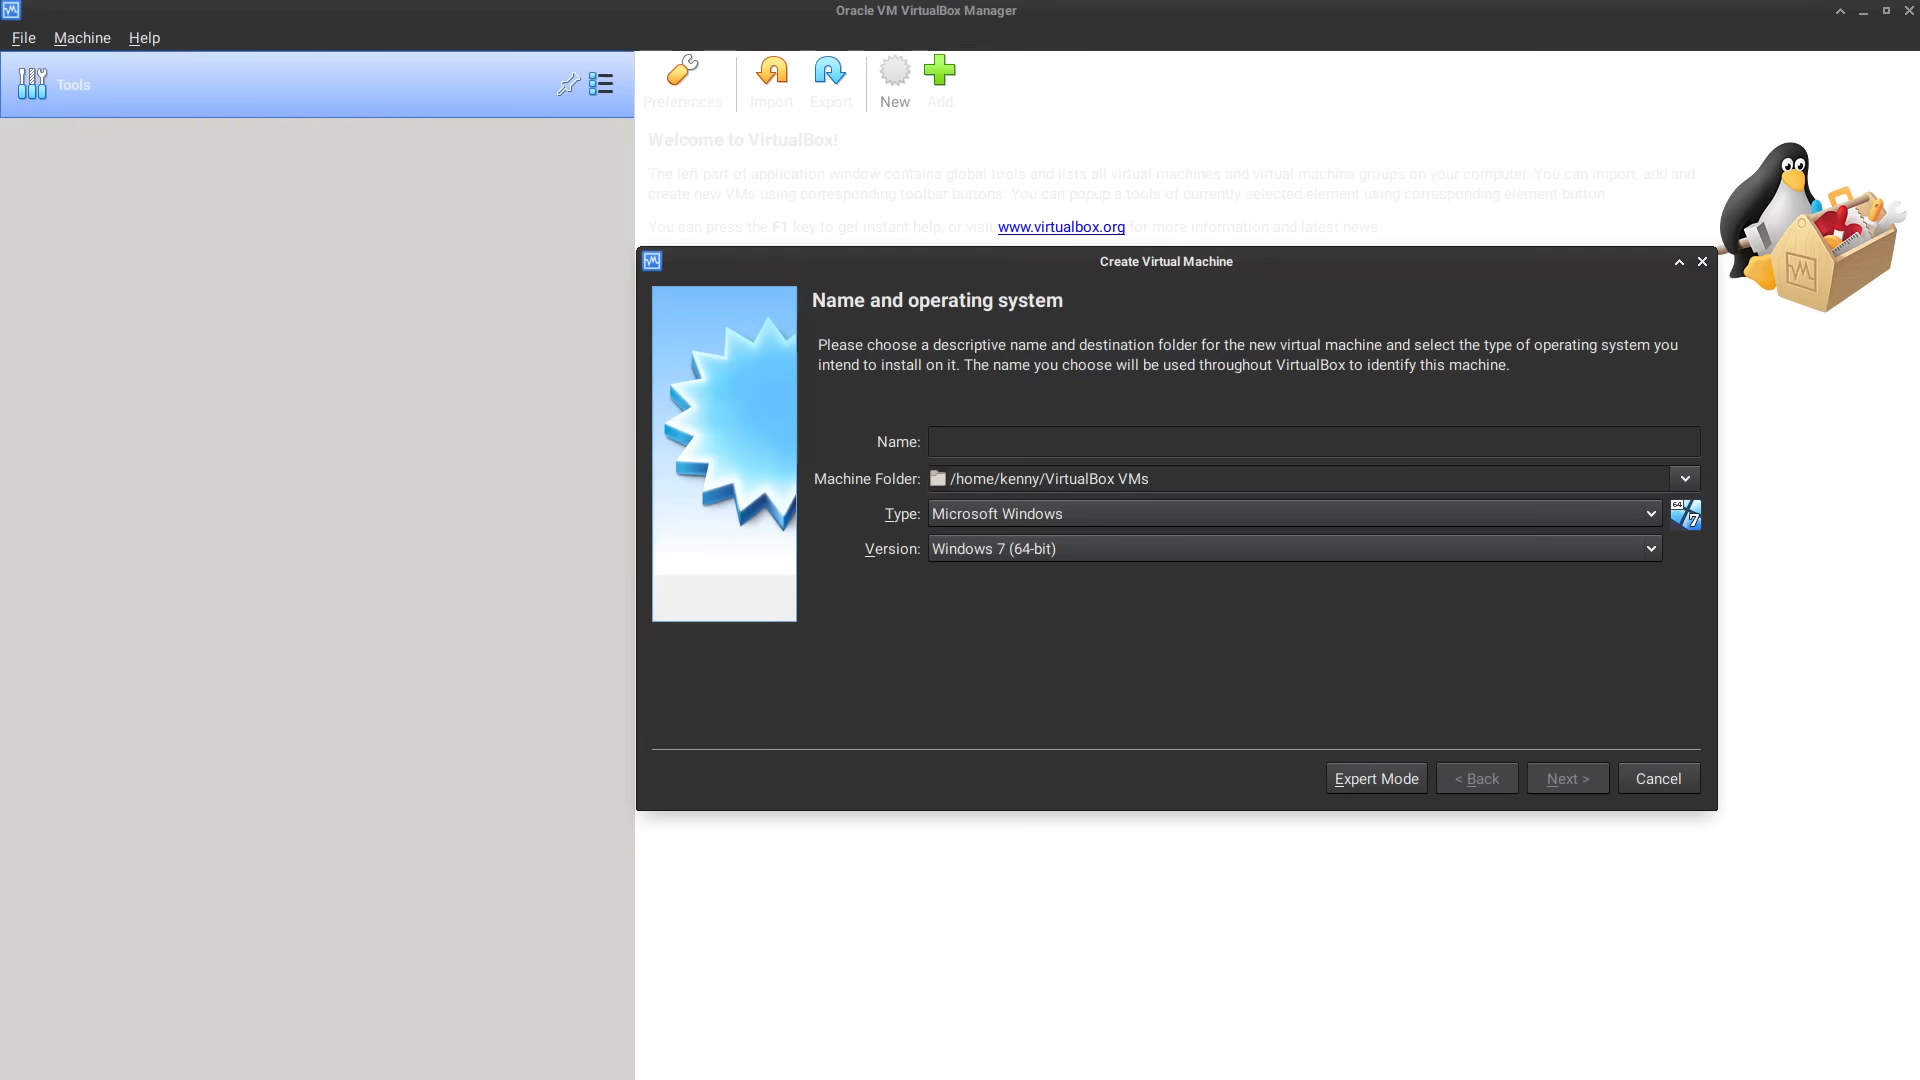 Oracle VM VirtualBox Manager
File Machine Help
Tools
Preferences Import Export New Add
Welcome to VirtualBox!
The left part of application window contains global tools and lists all virtual machines and virtual machine groups on your computer. You can import, add and
create new VMs using corresponding toolbar buttons. You can popup a tools of currently selected element using corresponding element button.
You can press the F1 key to get instant help, or visit www.virtualbox.org for more information and latest news.
Create Virtual Machine
Name and operating system
Please choose a descriptive name and destination folder for the new virtual machine and select the type of operating system you
intend to install on it. The name you choose will be used throughout VirtualBox to identify this machine.
Name:
Machine Folder: /home/kenny/VirtualBox VMs
Type: Microsoft Windows
64
7
Version: Windows 7 (64-bit)
Expert Mode < Back Next > Cancel